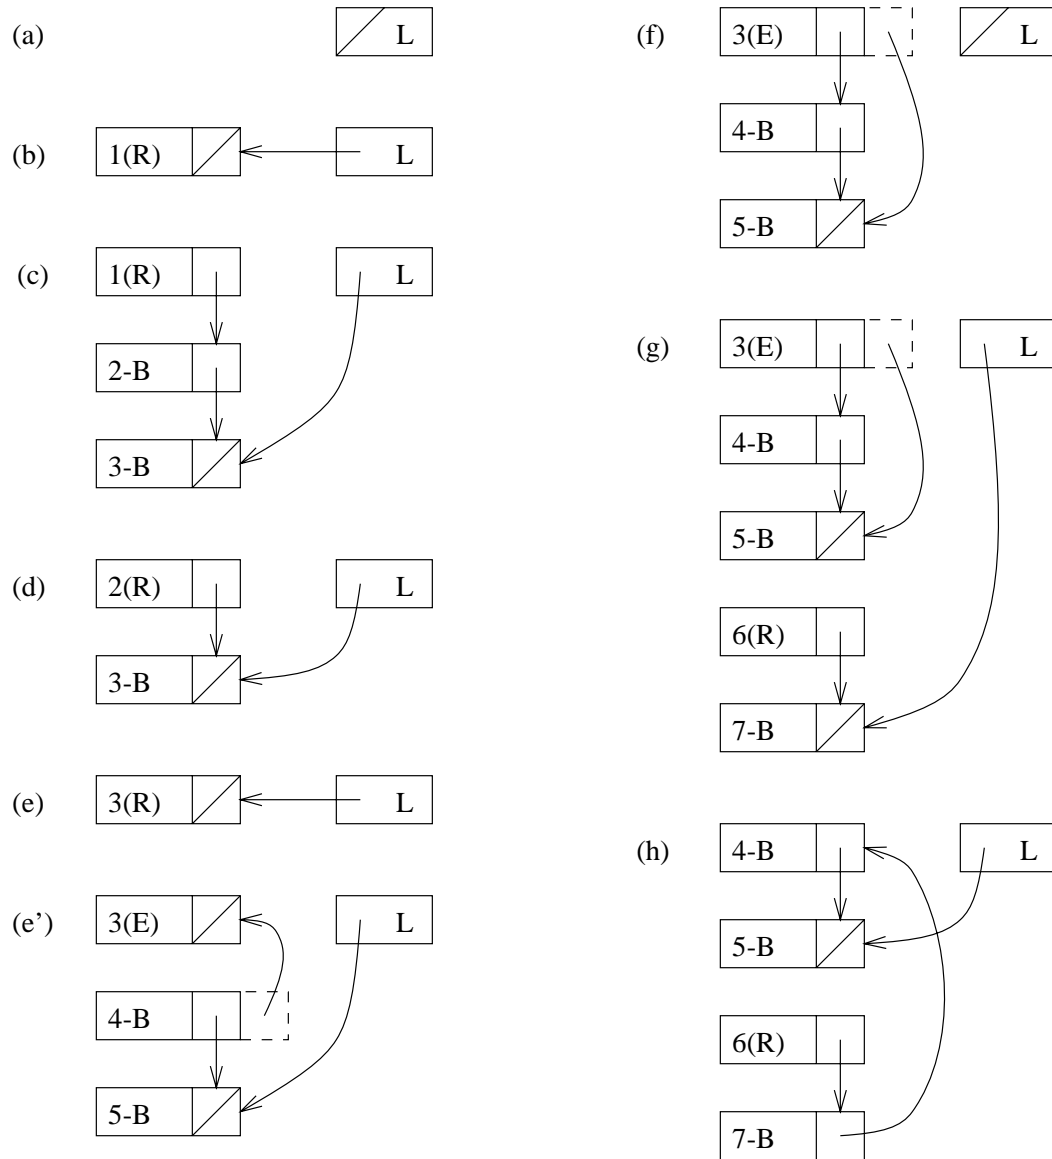 (a)
L
(b)
1(R)
L
(c)
1(R)
L
2-B
3-B
(d)
2(R)
L
3-B
(e)
3(R)
L
(e')
3(E)
L
4-B
5-B
(f)
3(E)
L
4-B
5-B
(g)
3(E)
L
4-B
5-B
6(R)
7-B
(h)
4-B
L
5-B
6(R)
7-B